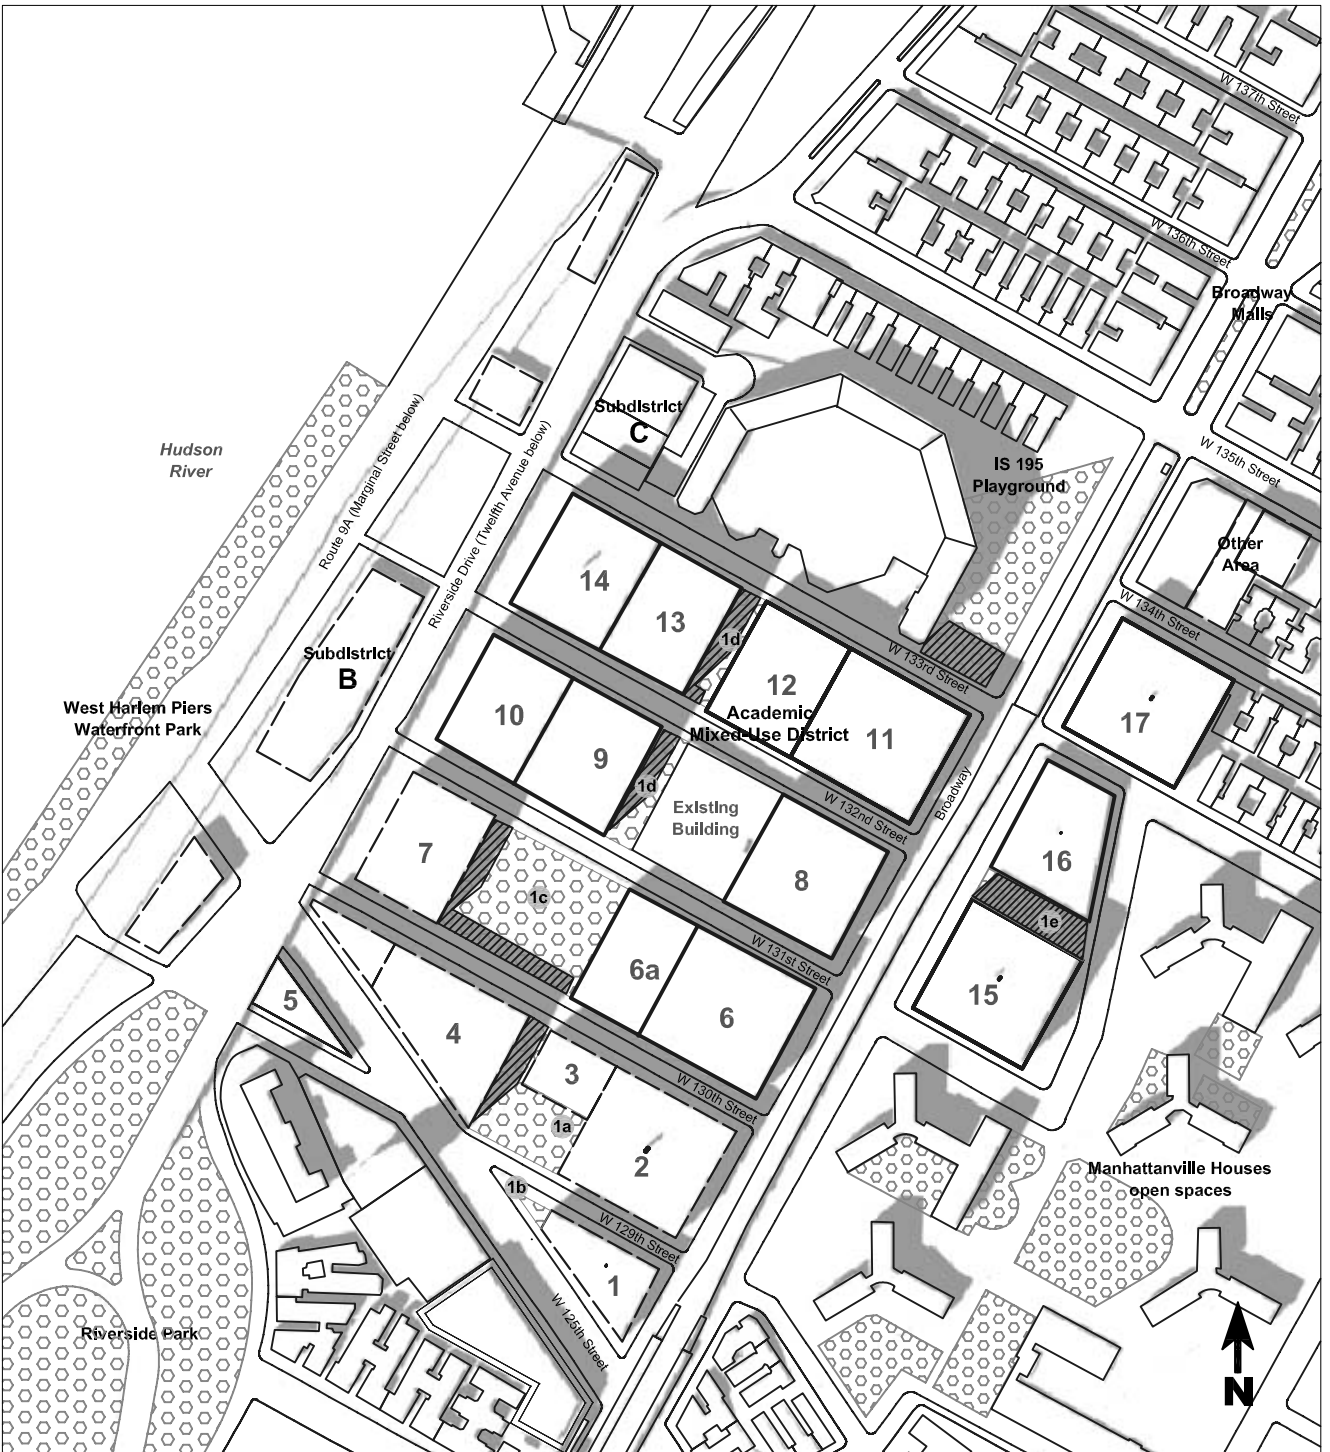 W 137th Street
W 136th Street
Broadway
Malls
Subdistrict
C
Hudson
River
Route 9A (Marginal Street below)
Riverside Drive (Twelfth Avenue below)
IS 195
Playground
W 135th Street
Other
Area
14
13
1d
W 134th Street
W 133rd Street
Subdistrict
B
12
Academic
Mixed-Use District
11
17
West Harlem Piers
Waterfront Park
10
9
1d
Existing
Building
W 132nd Street
Broadway
7
1c
8
16
1e
W 131st Street
6a
6
15
5
4
3
W 130th Street
1a
2
Manhattanville Houses
open spaces
1b
W 129th Street
1
Riverside Park
W 125th Street
N